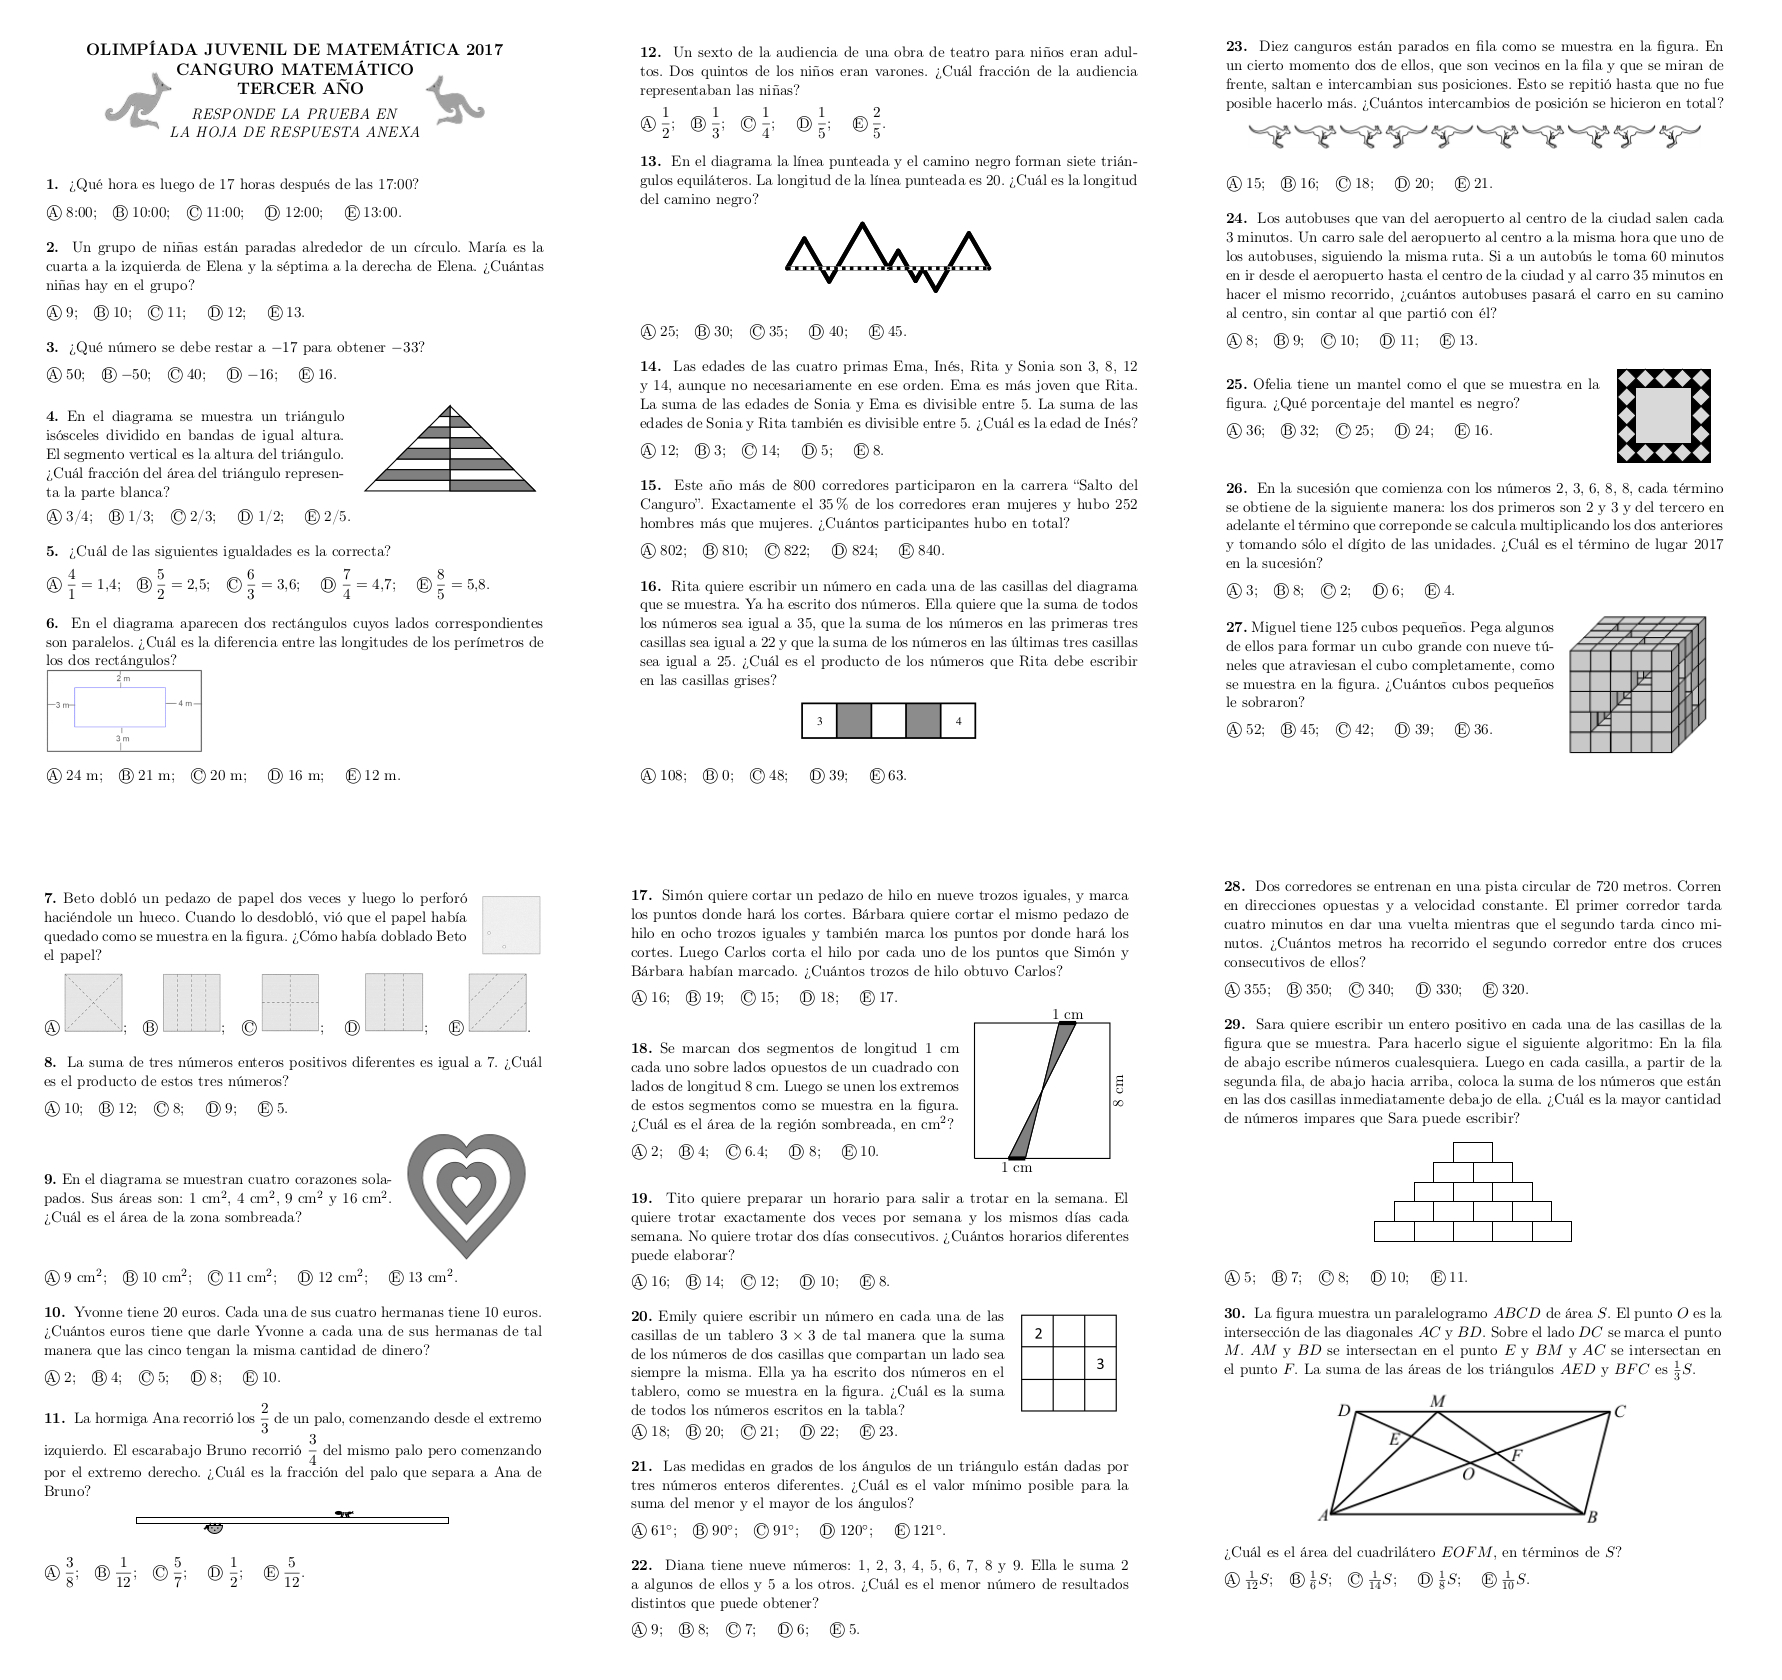 OLIMPÍADA JUVENIL DE MATEMÁTICA 2017
CANGURO MATEMÁTICO
TERCER AÑO
RESPONDE LA PRUEBA EN
LA HOJA DE RESPUESTA ANEXA
1. ¿Qué hora es luego de 17 horas después de las 17:00?
Ⓐ 8:00; Ⓑ 10:00; Ⓒ 11:00; Ⓓ 12:00; Ⓔ 13:00.
2. Un grupo de niñas están paradas alrededor de un círculo. María es la
cuarta a la izquierda de Elena y la séptima a la derecha de Elena. ¿Cuántas
niñas hay en el grupo?
Ⓐ 9; Ⓑ 10; Ⓒ 11; Ⓓ 12; Ⓔ 13.
3. ¿Qué número se debe restar a −17 para obtener −33?
Ⓐ 50; Ⓑ −50; Ⓒ 40; Ⓓ −16; Ⓔ 16.
4. En el diagrama se muestra un triángulo
isósceles dividido en bandas de igual altura.
El segmento vertical es la altura del triángulo.
¿Cuál fracción del área del triángulo represen-
ta la parte blanca?
Ⓐ 3/4; Ⓑ 1/3; Ⓒ 2/3; Ⓓ 1/2; Ⓔ 2/5.
5. ¿Cuál de las siguientes igualdades es la correcta?
Ⓐ 4/1 = 1,4; Ⓑ 5/2 = 2,5; Ⓒ 6/3 = 3,6; Ⓓ 7/4 = 4,7; Ⓔ 8/5 = 5,8.
6. En el diagrama aparecen dos rectángulos cuyos lados correspondientes
son paralelos. ¿Cuál es la diferencia entre las longitudes de los perímetros de
los dos rectángulos?
2 m
3 m
4 m
3 m
Ⓐ 24 m; Ⓑ 21 m; Ⓒ 20 m; Ⓓ 16 m; Ⓔ 12 m.
12. Un sexto de la audiencia de una obra de teatro para niños eran adul-
tos. Dos quintos de los niños eran varones. ¿Cuál fracción de la audiencia
representaban las niñas?
Ⓐ 1/2; Ⓑ 1/3; Ⓒ 1/4; Ⓓ 1/5; Ⓔ 2/5.
13. En el diagrama la línea punteada y el camino negro forman siete trián-
gulos equiláteros. La longitud de la línea punteada es 20. ¿Cuál es la longitud
del camino negro?
Ⓐ 25; Ⓑ 30; Ⓒ 35; Ⓓ 40; Ⓔ 45.
14. Las edades de las cuatro primas Ema, Inés, Rita y Sonia son 3, 8, 12
y 14, aunque no necesariamente en ese orden. Ema es más joven que Rita.
La suma de las edades de Sonia y Ema es divisible entre 5. La suma de las
edades de Sonia y Rita también es divisible entre 5. ¿Cuál es la edad de Inés?
Ⓐ 12; Ⓑ 3; Ⓒ 14; Ⓓ 5; Ⓔ 8.
15. Este año más de 800 corredores participaron en la carrera “Salto del
Canguro”. Exactamente el 35 % de los corredores eran mujeres y hubo 252
hombres más que mujeres. ¿Cuántos participantes hubo en total?
Ⓐ 802; Ⓑ 810; Ⓒ 822; Ⓓ 824; Ⓔ 840.
16. Rita quiere escribir un número en cada una de las casillas del diagrama
que se muestra. Ya ha escrito dos números. Ella quiere que la suma de todos
los números sea igual a 35, que la suma de los números en las primeras tres
casillas sea igual a 22 y que la suma de los números en las últimas tres casillas
sea igual a 25. ¿Cuál es el producto de los números que Rita debe escribir
en las casillas grises?
3 4
Ⓐ 108; Ⓑ 0; Ⓒ 48; Ⓓ 39; Ⓔ 63.
23. Diez canguros están parados en fila como se muestra en la figura. En
un cierto momento dos de ellos, que son vecinos en la fila y que se miran de
frente, saltan e intercambian sus posiciones. Esto se repitió hasta que no fue
posible hacerlo más. ¿Cuántos intercambios de posición se hicieron en total?
Ⓐ 15; Ⓑ 16; Ⓒ 18; Ⓓ 20; Ⓔ 21.
24. Los autobuses que van del aeropuerto al centro de la ciudad salen cada
3 minutos. Un carro sale del aeropuerto al centro a la misma hora que uno de
los autobuses, siguiendo la misma ruta. Si a un autobús le toma 60 minutos
en ir desde el aeropuerto hasta el centro de la ciudad y al carro 35 minutos en
hacer el mismo recorrido, ¿cuántos autobuses pasará el carro en su camino
al centro, sin contar al que partió con él?
Ⓐ 8; Ⓑ 9; Ⓒ 10; Ⓓ 11; Ⓔ 13.
25. Ofelia tiene un mantel como el que se muestra en la
figura. ¿Qué porcentaje del mantel es negro?
Ⓐ 36; Ⓑ 32; Ⓒ 25; Ⓓ 24; Ⓔ 16.
26. En la sucesión que comienza con los números 2, 3, 6, 8, 8, cada término
se obtiene de la siguiente manera: los dos primeros son 2 y 3 y del tercero en
adelante el término que correponde se calcula multiplicando los dos anteriores
y tomando sólo el dígito de las unidades. ¿Cuál es el término de lugar 2017
en la sucesión?
Ⓐ 3; Ⓑ 8; Ⓒ 2; Ⓓ 6; Ⓔ 4.
27. Miguel tiene 125 cubos pequeños. Pega algunos
de ellos para formar un cubo grande con nueve tú-
neles que atraviesan el cubo completamente, como
se muestra en la figura. ¿Cuántos cubos pequeños
le sobraron?
Ⓐ 52; Ⓑ 45; Ⓒ 42; Ⓓ 39; Ⓔ 36.
7. Beto dobló un pedazo de papel dos veces y luego lo perforó
haciéndole un hueco. Cuando lo desdobló, vió que el papel había
quedado como se muestra en la figura. ¿Cómo había doblado Beto
el papel?
Ⓐ ; Ⓑ ; Ⓒ ; Ⓓ ; Ⓔ .
8. La suma de tres números enteros positivos diferentes es igual a 7. ¿Cuál
es el producto de estos tres números?
Ⓐ 10; Ⓑ 12; Ⓒ 8; Ⓓ 9; Ⓔ 5.
9. En el diagrama se muestran cuatro corazones sola-
pados. Sus áreas son: 1 cm², 4 cm², 9 cm² y 16 cm².
¿Cuál es el área de la zona sombreada?
Ⓐ 9 cm²; Ⓑ 10 cm²; Ⓒ 11 cm²; Ⓓ 12 cm²; Ⓔ 13 cm².
10. Yvonne tiene 20 euros. Cada una de sus cuatro hermanas tiene 10 euros.
¿Cuántos euros tiene que darle Yvonne a cada una de sus hermanas de tal
manera que las cinco tengan la misma cantidad de dinero?
Ⓐ 2; Ⓑ 4; Ⓒ 5; Ⓓ 8; Ⓔ 10.
11. La hormiga Ana recorrió los 2/3 de un palo, comenzando desde el extremo
izquierdo. El escarabajo Bruno recorrió 3/4 del mismo palo pero comenzando
por el extremo derecho. ¿Cuál es la fracción del palo que separa a Ana de
Bruno?
Ⓐ 3/8; Ⓑ 1/12; Ⓒ 5/7; Ⓓ 1/2; Ⓔ 5/12.
17. Simón quiere cortar un pedazo de hilo en nueve trozos iguales, y marca
los puntos donde hará los cortes. Bárbara quiere cortar el mismo pedazo de
hilo en ocho trozos iguales y también marca los puntos por donde hará los
cortes. Luego Carlos corta el hilo por cada uno de los puntos que Simón y
Bárbara habían marcado. ¿Cuántos trozos de hilo obtuvo Carlos?
Ⓐ 16; Ⓑ 19; Ⓒ 15; Ⓓ 18; Ⓔ 17.
18. Se marcan dos segmentos de longitud 1 cm
cada uno sobre lados opuestos de un cuadrado con
lados de longitud 8 cm. Luego se unen los extremos
de estos segmentos como se muestra en la figura.
¿Cuál es el área de la región sombreada, en cm²?
Ⓐ 2; Ⓑ 4; Ⓒ 6.4; Ⓓ 8; Ⓔ 10.
1 cm
8 cm
1 cm
19. Tito quiere preparar un horario para salir a trotar en la semana. El
quiere trotar exactamente dos veces por semana y los mismos días cada
semana. No quiere trotar dos días consecutivos. ¿Cuántos horarios diferentes
puede elaborar?
Ⓐ 16; Ⓑ 14; Ⓒ 12; Ⓓ 10; Ⓔ 8.
20. Emily quiere escribir un número en cada una de las
casillas de un tablero 3 × 3 de tal manera que la suma
de los números de dos casillas que compartan un lado sea
siempre la misma. Ella ya ha escrito dos números en el
tablero, como se muestra en la figura. ¿Cuál es la suma
de todos los números escritos en la tabla?
2
3
Ⓐ 18; Ⓑ 20; Ⓒ 21; Ⓓ 22; Ⓔ 23.
21. Las medidas en grados de los ángulos de un triángulo están dadas por
tres números enteros diferentes. ¿Cuál es el valor mínimo posible para la
suma del menor y el mayor de los ángulos?
Ⓐ 61°; Ⓑ 90°; Ⓒ 91°; Ⓓ 120°; Ⓔ 121°.
22. Diana tiene nueve números: 1, 2, 3, 4, 5, 6, 7, 8 y 9. Ella le suma 2
a algunos de ellos y 5 a los otros. ¿Cuál es el menor número de resultados
distintos que puede obtener?
Ⓐ 9; Ⓑ 8; Ⓒ 7; Ⓓ 6; Ⓔ 5.
28. Dos corredores se entrenan en una pista circular de 720 metros. Corren
en direcciones opuestas y a velocidad constante. El primer corredor tarda
cuatro minutos en dar una vuelta mientras que el segundo tarda cinco mi-
nutos. ¿Cuántos metros ha recorrido el segundo corredor entre dos cruces
consecutivos de ellos?
Ⓐ 355; Ⓑ 350; Ⓒ 340; Ⓓ 330; Ⓔ 320.
29. Sara quiere escribir un entero positivo en cada una de las casillas de la
figura que se muestra. Para hacerlo sigue el siguiente algoritmo: En la fila
de abajo escribe números cualesquiera. Luego en cada casilla, a partir de la
segunda fila, de abajo hacia arriba, coloca la suma de los números que están
en las dos casillas inmediatamente debajo de ella. ¿Cuál es la mayor cantidad
de números impares que Sara puede escribir?
Ⓐ 5; Ⓑ 7; Ⓒ 8; Ⓓ 10; Ⓔ 11.
30. La figura muestra un paralelogramo ABCD de área S. El punto O es la
intersección de las diagonales AC y BD. Sobre el lado DC se marca el punto
M. AM y BD se intersectan en el punto E y BM y AC se intersectan en
el punto F. La suma de las áreas de los triángulos AED y BFC es 1/3 S.
D M C
E F
O
A B
¿Cuál es el área del cuadrilátero EOFM, en términos de S?
Ⓐ 1/12 S; Ⓑ 1/6 S; Ⓒ 1/14 S; Ⓓ 1/8 S; Ⓔ 1/10 S.